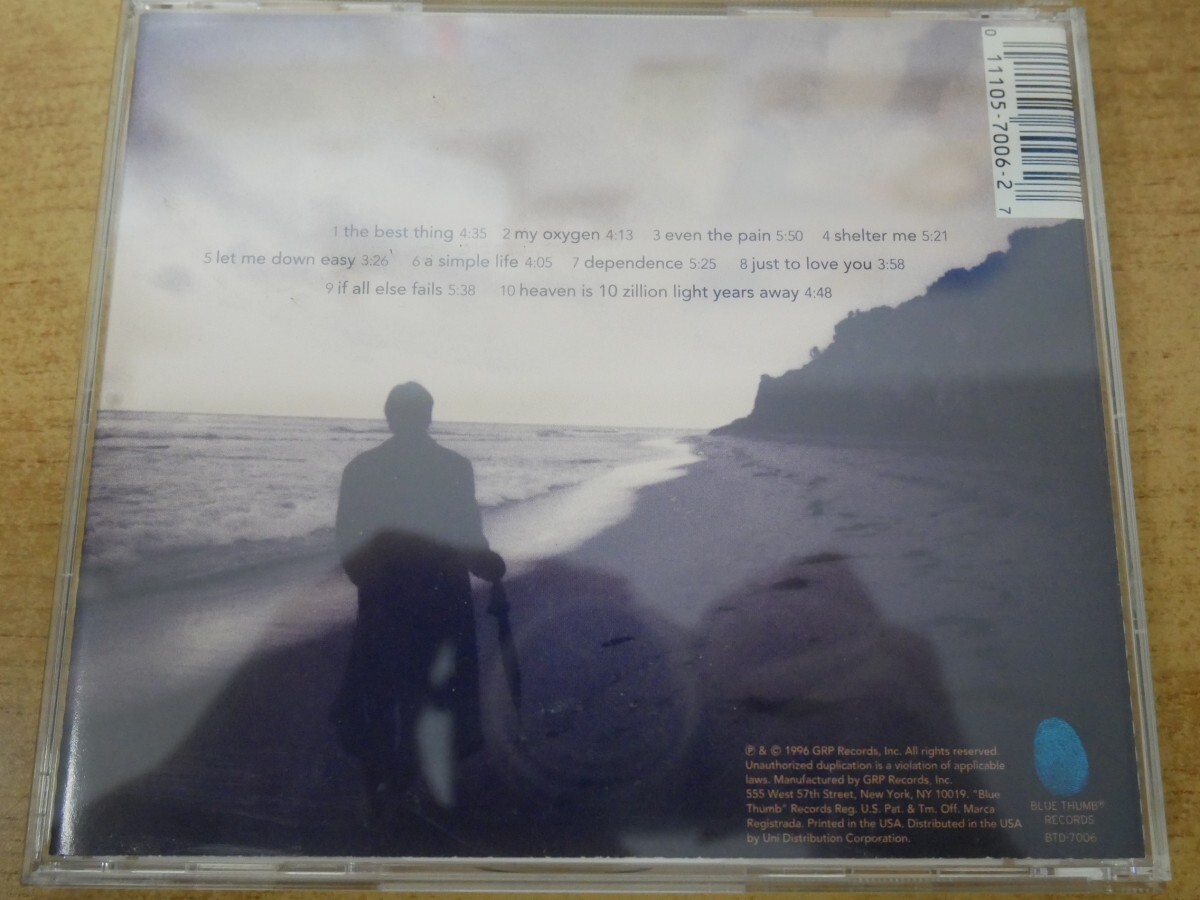 0 11105-7006-2 7
1 the best thing 4:35 2 my oxygen 4:13 3 even the pain 5:50 4 shelter me 5:21
5 let me down easy 3:26 6 a simple life 4:05 7 dependence 5:25 8 just to love you 3:58
9 if all else fails 5:38 10 heaven is 10 zillion light years away 4:48
℗ & © 1996 GRP Records, Inc. All rights reserved.
Unauthorized duplication is a violation of applicable
laws. Manufactured by GRP Records, Inc.
555 West 57th Street, New York, NY 10019. "Blue
Thumb" Records Reg. U.S. Pat. & Tm. Off. Marca
Registrada. Printed in the USA. Distributed in the USA
by Uni Distribution Corporation.
BLUE THUMB®
RECORDS
BTD-7006